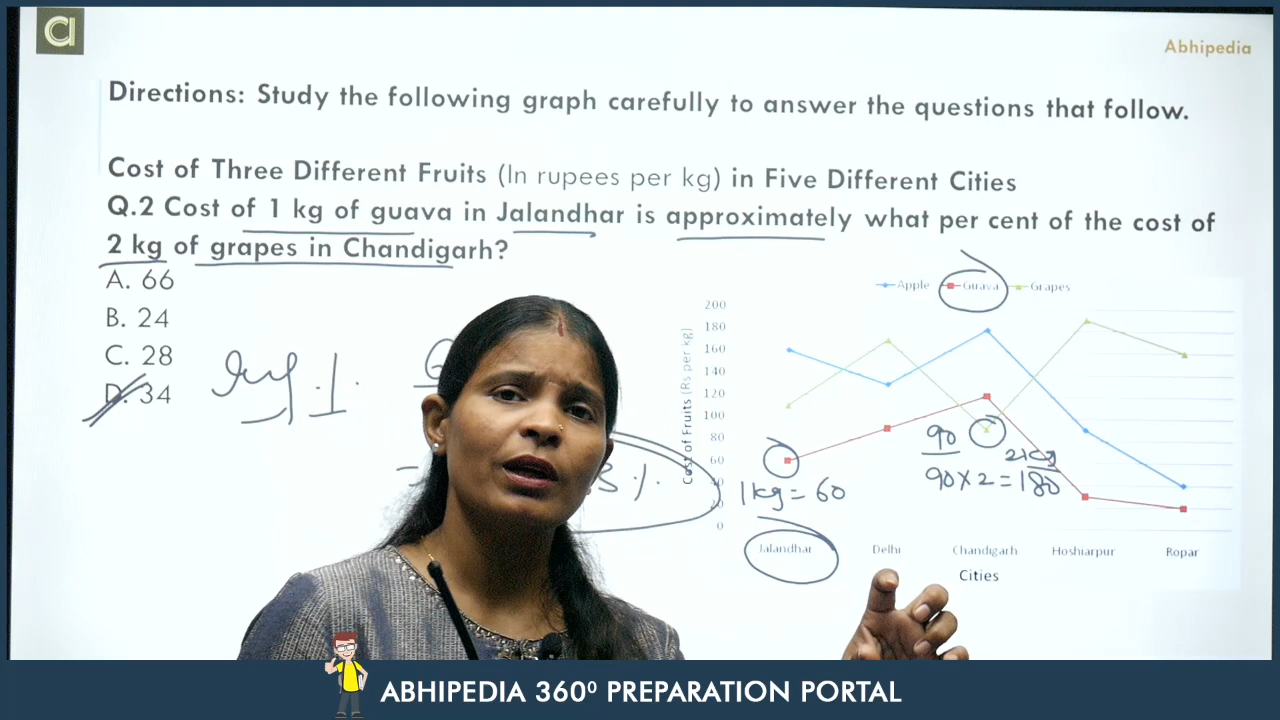 a
Abhipedia
Directions: Study the following graph carefully to answer the questions that follow.
Cost of Three Different Fruits (In rupees per kg) in Five Different Cities
Q.2 Cost of 1 kg of guava in Jalandhar is approximately what per cent of the cost of
2 kg of grapes in Chandigarh?
A. 66
B. 24
C. 28
D. 34
Apple Guava Grapes
Cost of Fruits (Rs per kg)
200
180
160
140
120
100
80
60
40
20
0
90
2kg
90×2=180
1kg = 60
3%
Jalandhar Delhi Chandigarh Hoshiarpur Ropar
Cities
ABHIPEDIA 360⁰ PREPARATION PORTAL